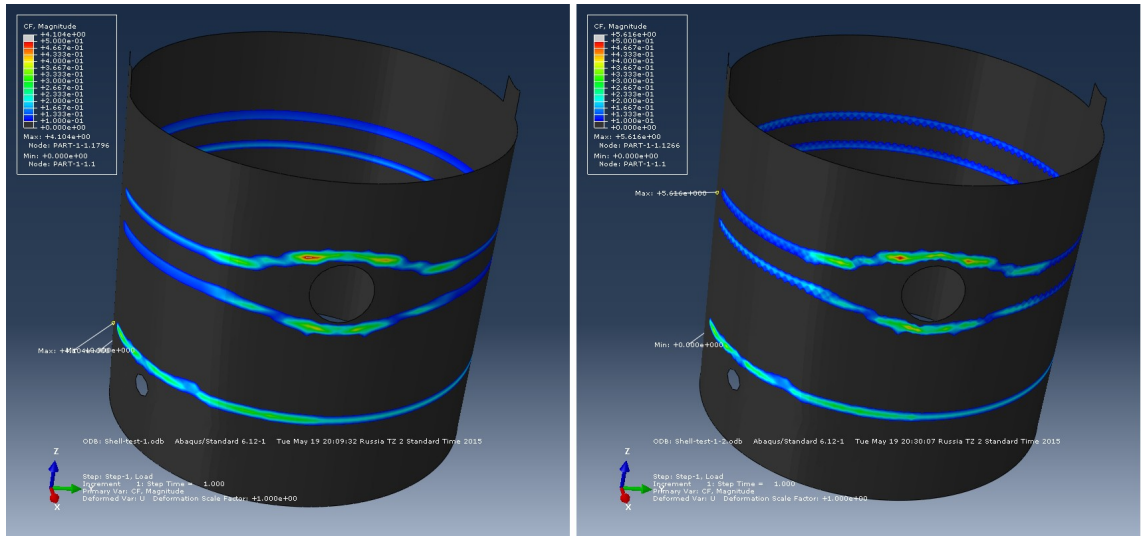 CF, Magnitude
+4.104e+00
+5.000e-01
+4.667e-01
+4.333e-01
+4.000e-01
+3.667e-01
+3.333e-01
+3.000e-01
+2.667e-01
+2.333e-01
+2.000e-01
+1.667e-01
+1.333e-01
+1.000e-01
+0.000e+00
Max: +4.104e+00
Node: PART-1-1.1796
Min: +0.000e+00
Node: PART-1-1.1
ODB: Shell-test-1.odb Abaqus/Standard 6.12-1 Tue May 19 20:09:32 Russia TZ 2 Standard Time 2015
Z
X
Step: Step-1, Load
Increment 1: Step Time = 1.000
Primary Var: CF, Magnitude
Deformed Var: U Deformation Scale Factor: +1.000e+00
CF, Magnitude
+5.616e+00
+5.000e-01
+4.667e-01
+4.333e-01
+4.000e-01
+3.667e-01
+3.333e-01
+3.000e-01
+2.667e-01
+2.333e-01
+2.000e-01
+1.667e-01
+1.333e-01
+1.000e-01
+0.000e+00
Max: +5.616e+00
Node: PART-1-1.1266
Min: +0.000e+00
Node: PART-1-1.1
Max: +5.616e+000
Min: +0.000e+000
ODB: Shell-test-1-2.odb Abaqus/Standard 6.12-1 Tue May 19 20:30:07 Russia TZ 2 Standard Time 2015
Z
X
Step: Step-1, Load
Increment 1: Step Time = 1.000
Primary Var: CF, Magnitude
Deformed Var: U Deformation Scale Factor: +1.000e+00